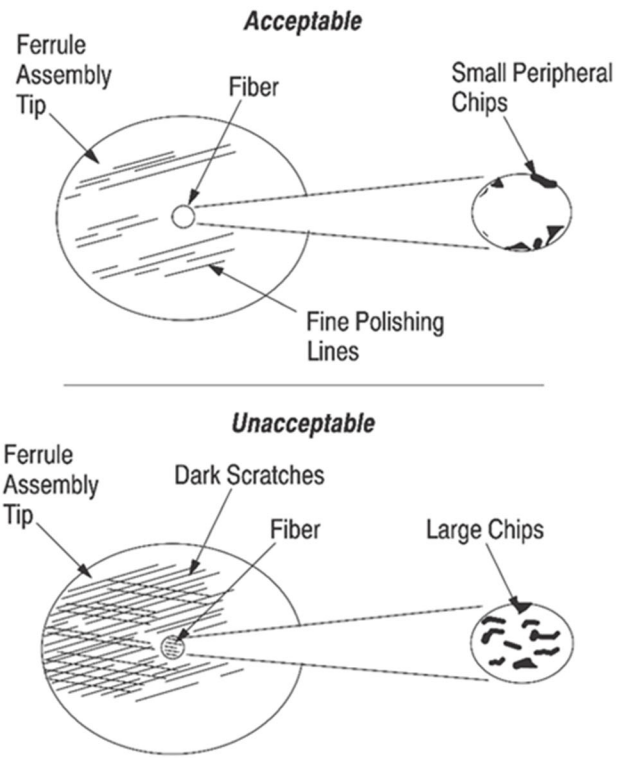 Acceptable
Ferrule
Assembly
Tip
Fiber
Small Peripheral
Chips
Fine Polishing
Lines
Unacceptable
Ferrule
Assembly
Tip
Dark Scratches
Fiber
Large Chips